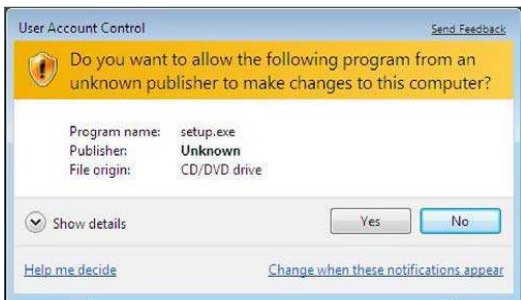 User Account Control
Send Feedback
Do you want to allow the following program from an
unknown publisher to make changes to this computer?
Program name: setup.exe
Publisher: Unknown
File origin: CD/DVD drive
Show details
Yes
No
Help me decide
Change when these notifications appear